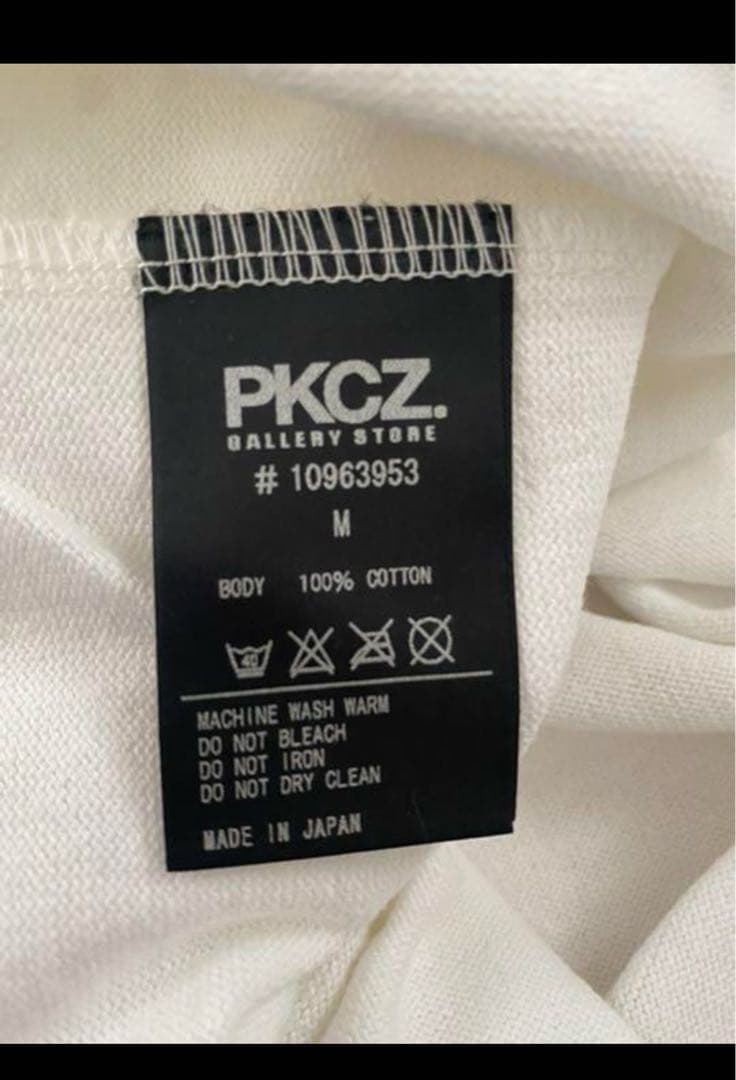 PKCZ.
GALLERY STORE
# 10963953
M
BODY 100% COTTON
40
MACHINE WASH WARM
DO NOT BLEACH
DO NOT IRON
DO NOT DRY CLEAN
MADE IN JAPAN